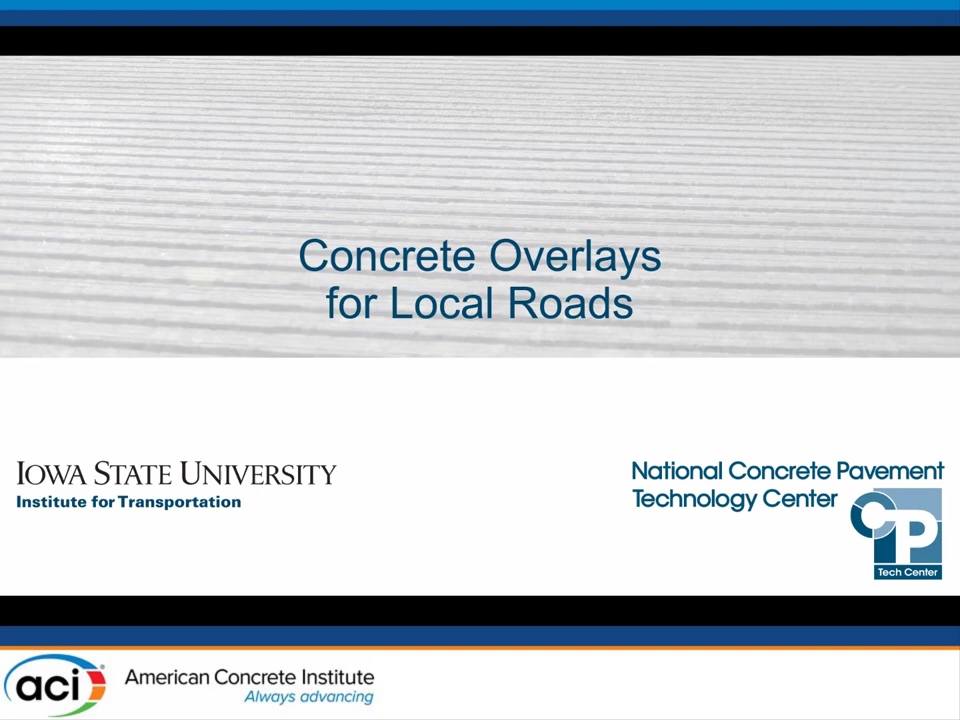 Concrete Overlays
for Local Roads
IOWA STATE UNIVERSITY
Institute for Transportation
National Concrete Pavement
Technology Center
CP
Tech Center
aci
American Concrete Institute
Always advancing